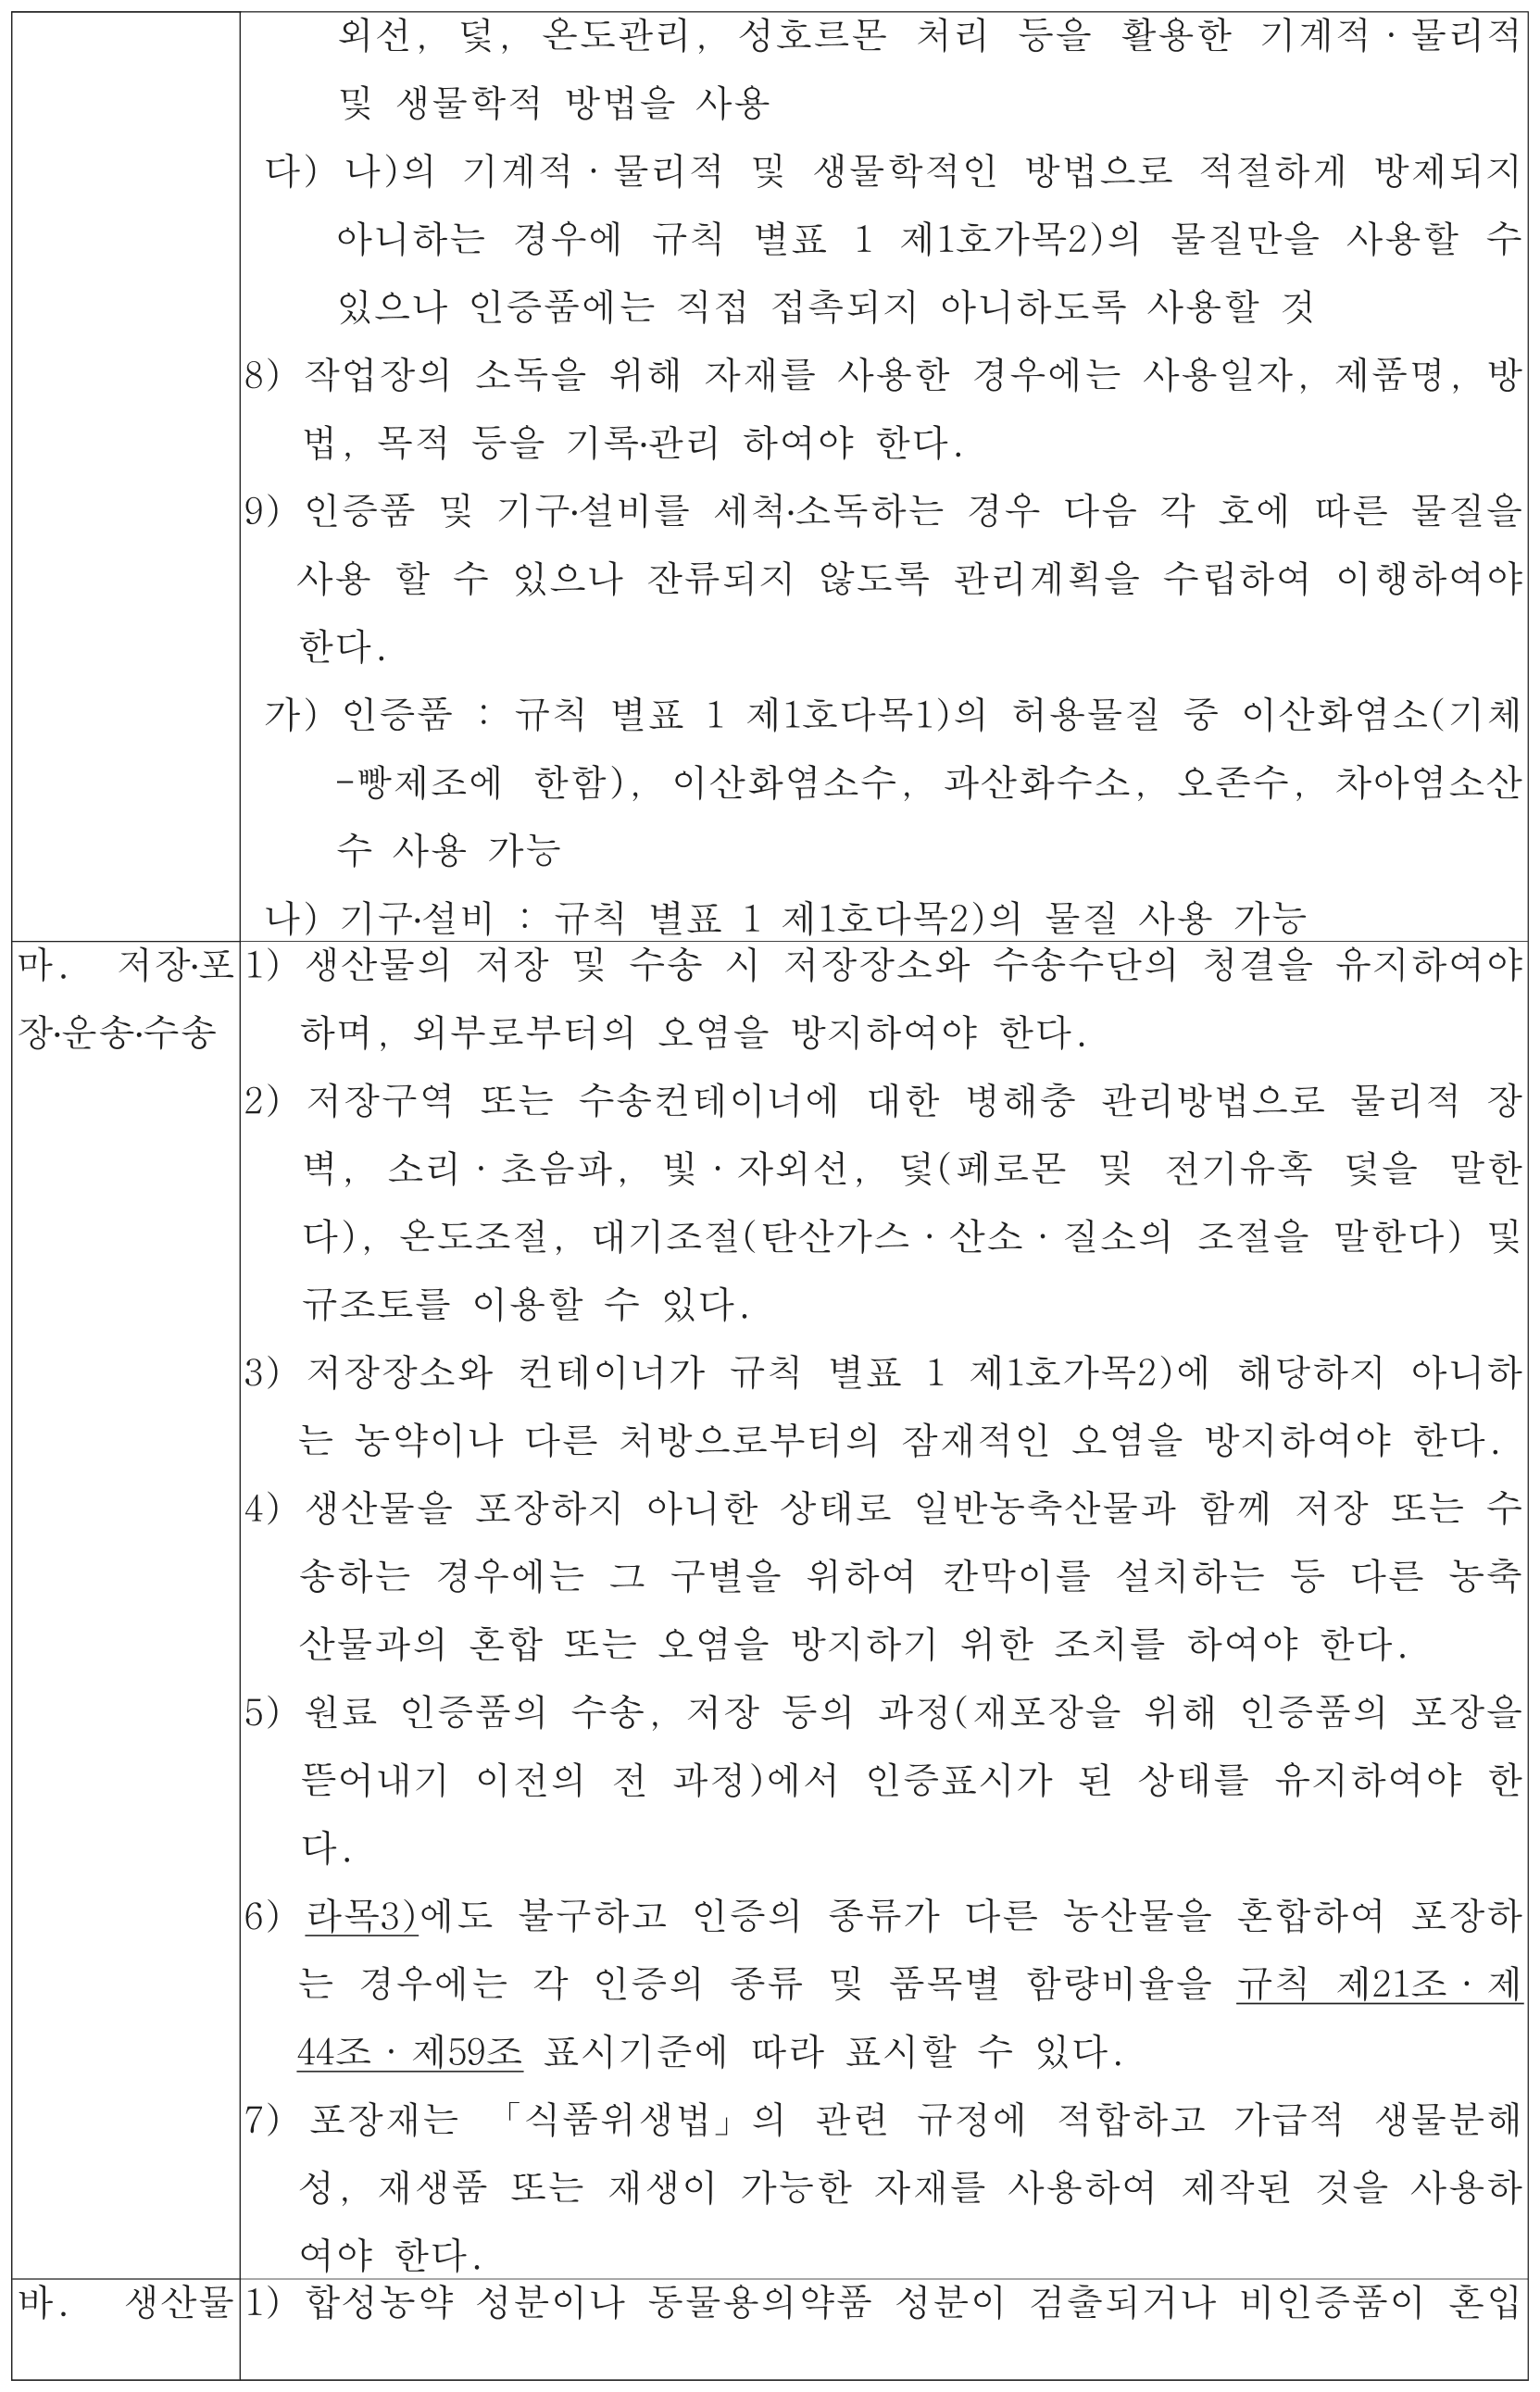 외선, 덫, 온도관리, 성호르몬 처리 등을 활용한 기계적ㆍ물리적
및 생물학적 방법을 사용
다) 나)의 기계적ㆍ물리적 및 생물학적인 방법으로 적절하게 방제되지
아니하는 경우에 규칙 별표 1 제1호가목2)의 물질만을 사용할 수
있으나 인증품에는 직접 접촉되지 아니하도록 사용할 것
8) 작업장의 소독을 위해 자재를 사용한 경우에는 사용일자, 제품명, 방
법, 목적 등을 기록·관리 하여야 한다.
9) 인증품 및 기구·설비를 세척·소독하는 경우 다음 각 호에 따른 물질을
사용 할 수 있으나 잔류되지 않도록 관리계획을 수립하여 이행하여야
한다.
가) 인증품 : 규칙 별표 1 제1호다목1)의 허용물질 중 이산화염소(기체
-빵제조에 한함), 이산화염소수, 과산화수소, 오존수, 차아염소산
수 사용 가능
나) 기구·설비 : 규칙 별표 1 제1호다목2)의 물질 사용 가능
마. 저장·포
장·운송·수송
1) 생산물의 저장 및 수송 시 저장장소와 수송수단의 청결을 유지하여야
하며, 외부로부터의 오염을 방지하여야 한다.
2) 저장구역 또는 수송컨테이너에 대한 병해충 관리방법으로 물리적 장
벽, 소리ㆍ초음파, 빛ㆍ자외선, 덫(페로몬 및 전기유혹 덫을 말한
다), 온도조절, 대기조절(탄산가스ㆍ산소ㆍ질소의 조절을 말한다) 및
규조토를 이용할 수 있다.
3) 저장장소와 컨테이너가 규칙 별표 1 제1호가목2)에 해당하지 아니하
는 농약이나 다른 처방으로부터의 잠재적인 오염을 방지하여야 한다.
4) 생산물을 포장하지 아니한 상태로 일반농축산물과 함께 저장 또는 수
송하는 경우에는 그 구별을 위하여 칸막이를 설치하는 등 다른 농축
산물과의 혼합 또는 오염을 방지하기 위한 조치를 하여야 한다.
5) 원료 인증품의 수송, 저장 등의 과정(재포장을 위해 인증품의 포장을
뜯어내기 이전의 전 과정)에서 인증표시가 된 상태를 유지하여야 한
다.
6) 라목3)에도 불구하고 인증의 종류가 다른 농산물을 혼합하여 포장하
는 경우에는 각 인증의 종류 및 품목별 함량비율을 규칙 제21조ㆍ제
44조ㆍ제59조 표시기준에 따라 표시할 수 있다.
7) 포장재는 「식품위생법」의 관련 규정에 적합하고 가급적 생물분해
성, 재생품 또는 재생이 가능한 자재를 사용하여 제작된 것을 사용하
여야 한다.
바. 생산물
1) 합성농약 성분이나 동물용의약품 성분이 검출되거나 비인증품이 혼입